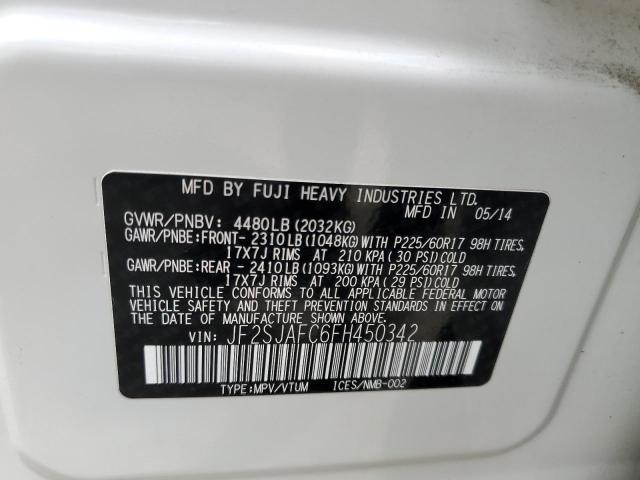 MFD BY FUJI HEAVY INDUSTRIES LTD.
MFD IN 05/14
GVWR/PNBV: 4480LB(2032KG)
GAWR/PNBE:FRONT- 2310LB(1048KG)WITH P225/60R17 98H TIRES,
17X7J RIMS AT 210 KPA(30 PSI)COLD
GAWR/PNBE:REAR - 2410LB(1093KG)WITH P225/60R17 98H TIRES,
17X7J RIMS AT 200 KPA(29 PSI)COLD
THIS VEHICLE CONFORMS TO ALL APPLICABLE FEDERAL MOTOR
VEHICLE SAFETY AND BUMPER STANDARDS IN EFFECT ON
THE DATE OF MANUFACTURE SHOWN ABOVE.
VIN: JF2SJAFC6FH450342
TYPE:MPV/VTUM ICES/NMB-002